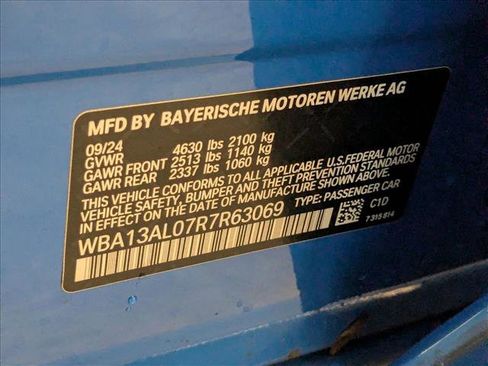 MFD BY BAYERISCHE MOTOREN WERKE AG
09/24 4630 lbs 2100 kg
GVWR
GAWR FRONT 2513 lbs 1140 kg
GAWR REAR 2337 lbs 1060 kg
THIS VEHICLE CONFORMS TO ALL APPLICABLE U.S.FEDERAL MOTOR
VEHICLE SAFETY, BUMPER AND THEFT PREVENTION STANDARDS
IN EFFECT ON THE DATE OF MANUFACTURE SHOWN ABOVE.
WBA13AL07R7R63069 TYPE: PASSENGER CAR
C1D
7 315 814